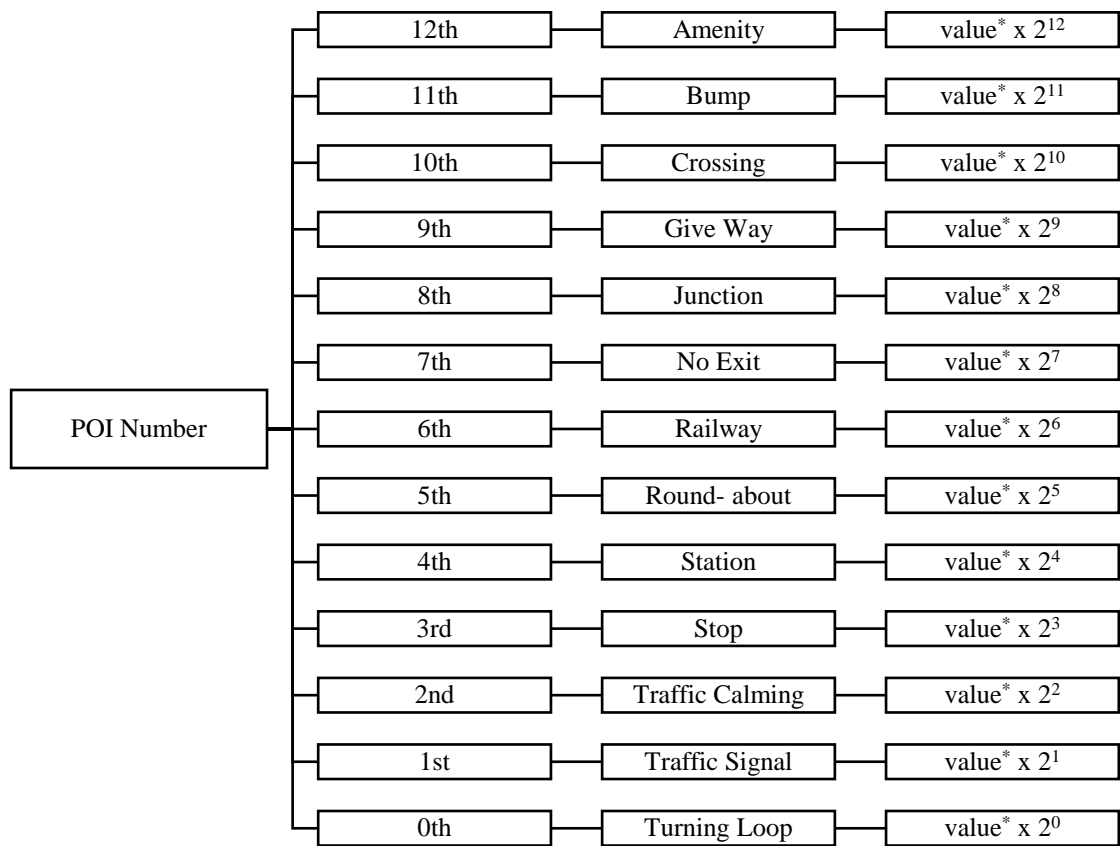 12th Amenity value* x 2^12
11th Bump value* x 2^11
10th Crossing value* x 2^10
9th Give Way value* x 2^9
8th Junction value* x 2^8
7th No Exit value* x 2^7
POI Number 6th Railway value* x 2^6
5th Round- about value* x 2^5
4th Station value* x 2^4
3rd Stop value* x 2^3
2nd Traffic Calming value* x 2^2
1st Traffic Signal value* x 2^1
0th Turning Loop value* x 2^0